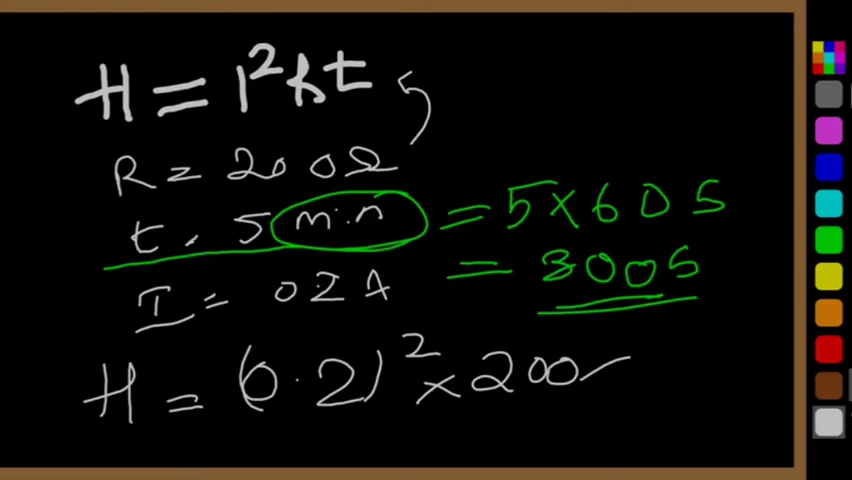 H = I²Rt
R = 200Ω
t = 5 min = 5×60 s
= 300 s
I = 0.2 A
H = (0.2)² × 200